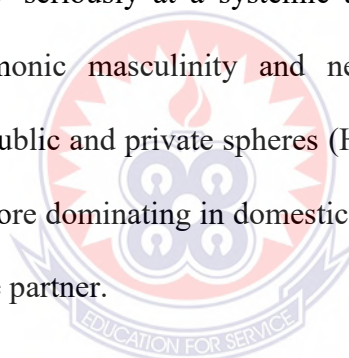 seriously at a systemic
monic masculinity and ne
ublic and private spheres (H
ore dominating in domestic
partner.
EDUCATION FOR SERVICE